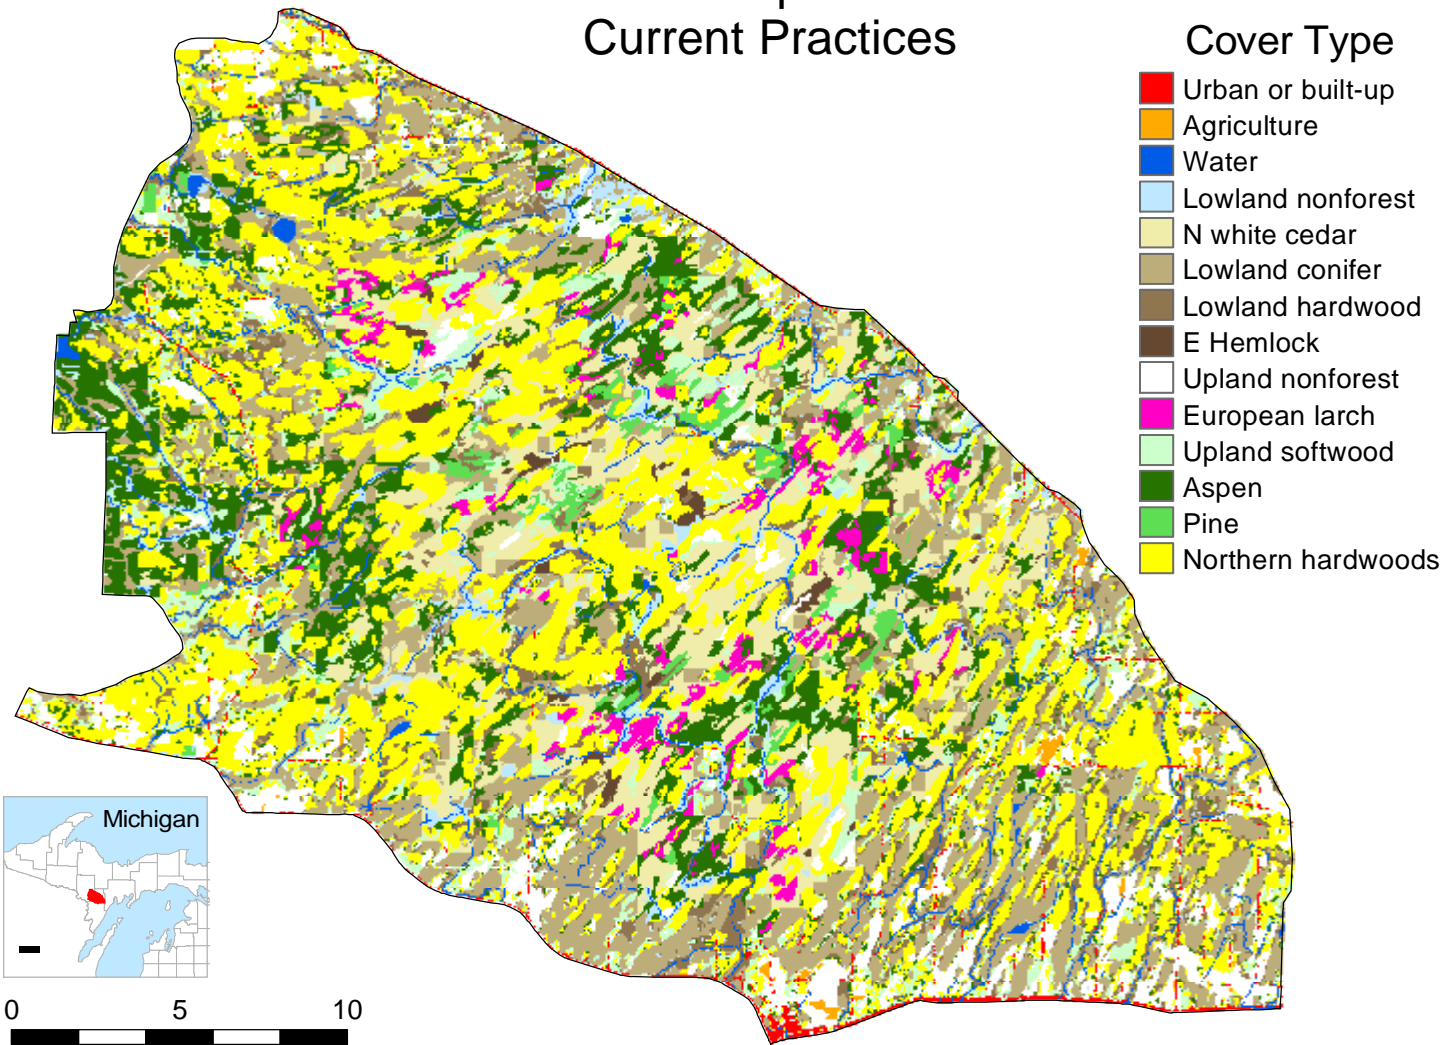 Current Practices
Cover Type
Urban or built-up
Agriculture
Water
Lowland nonforest
N white cedar
Lowland conifer
Lowland hardwood
E Hemlock
Upland nonforest
European larch
Upland softwood
Aspen
Pine
Northern hardwoods
Michigan
0 5 10